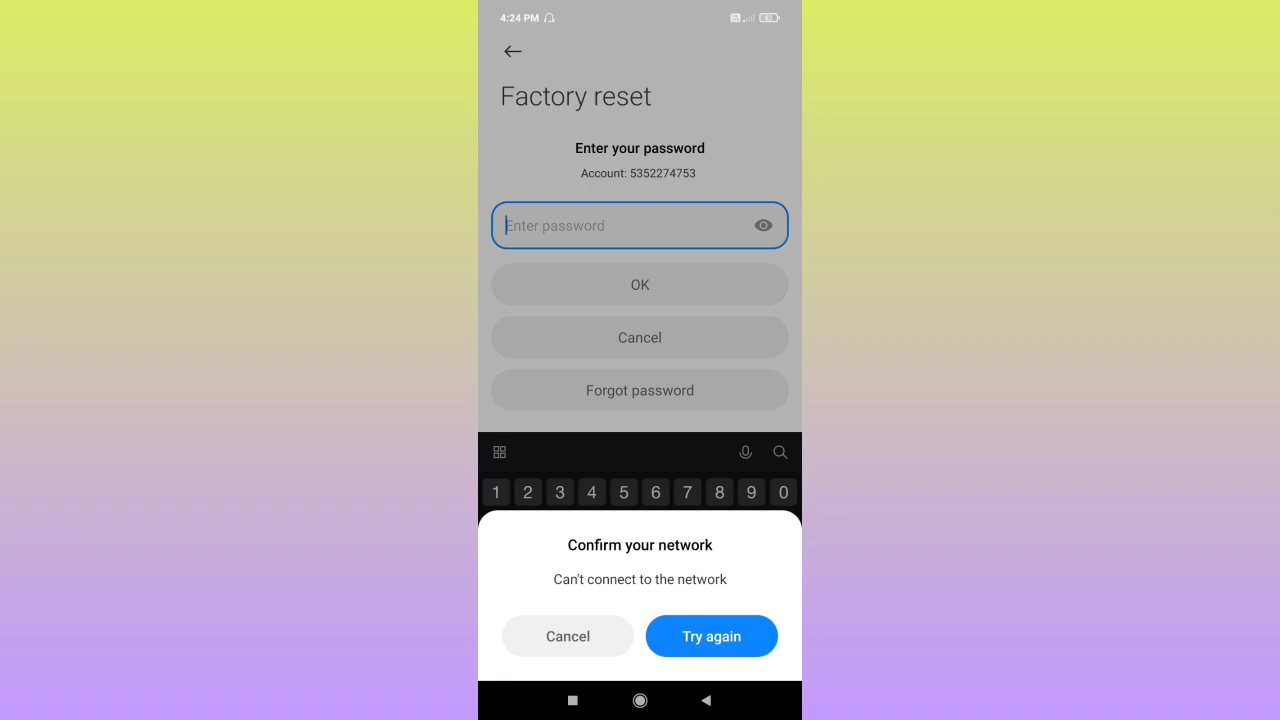 4:24 PM
82
Factory reset
Enter your password
Account: 5352274753
Enter password
OK
Cancel
Forgot password
1 2 3 4 5 6 7 8 9 0
Confirm your network
Can't connect to the network
Cancel
Try again